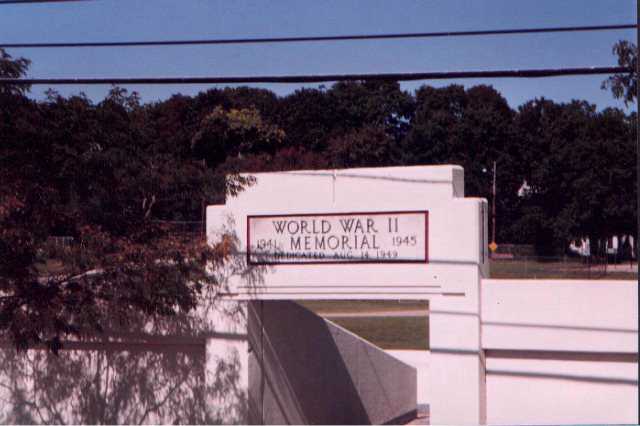 WORLD WAR II
1941 MEMORIAL 1945
DEDICATED AUG. 14, 1949